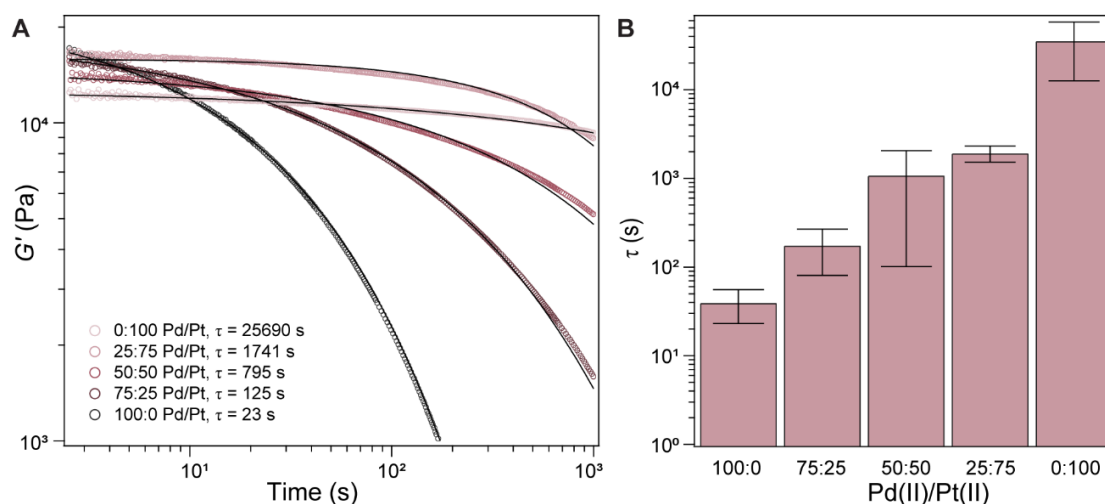 A
G′ (Pa)
10⁴
10³
0:100 Pd/Pt, τ = 25690 s
25:75 Pd/Pt, τ = 1741 s
50:50 Pd/Pt, τ = 795 s
75:25 Pd/Pt, τ = 125 s
100:0 Pd/Pt, τ = 23 s
10¹
10²
10³
Time (s)
B
τ (s)
10⁴
10³
10²
10¹
10⁰
100:0
75:25
50:50
25:75
0:100
Pd(II)/Pt(II)